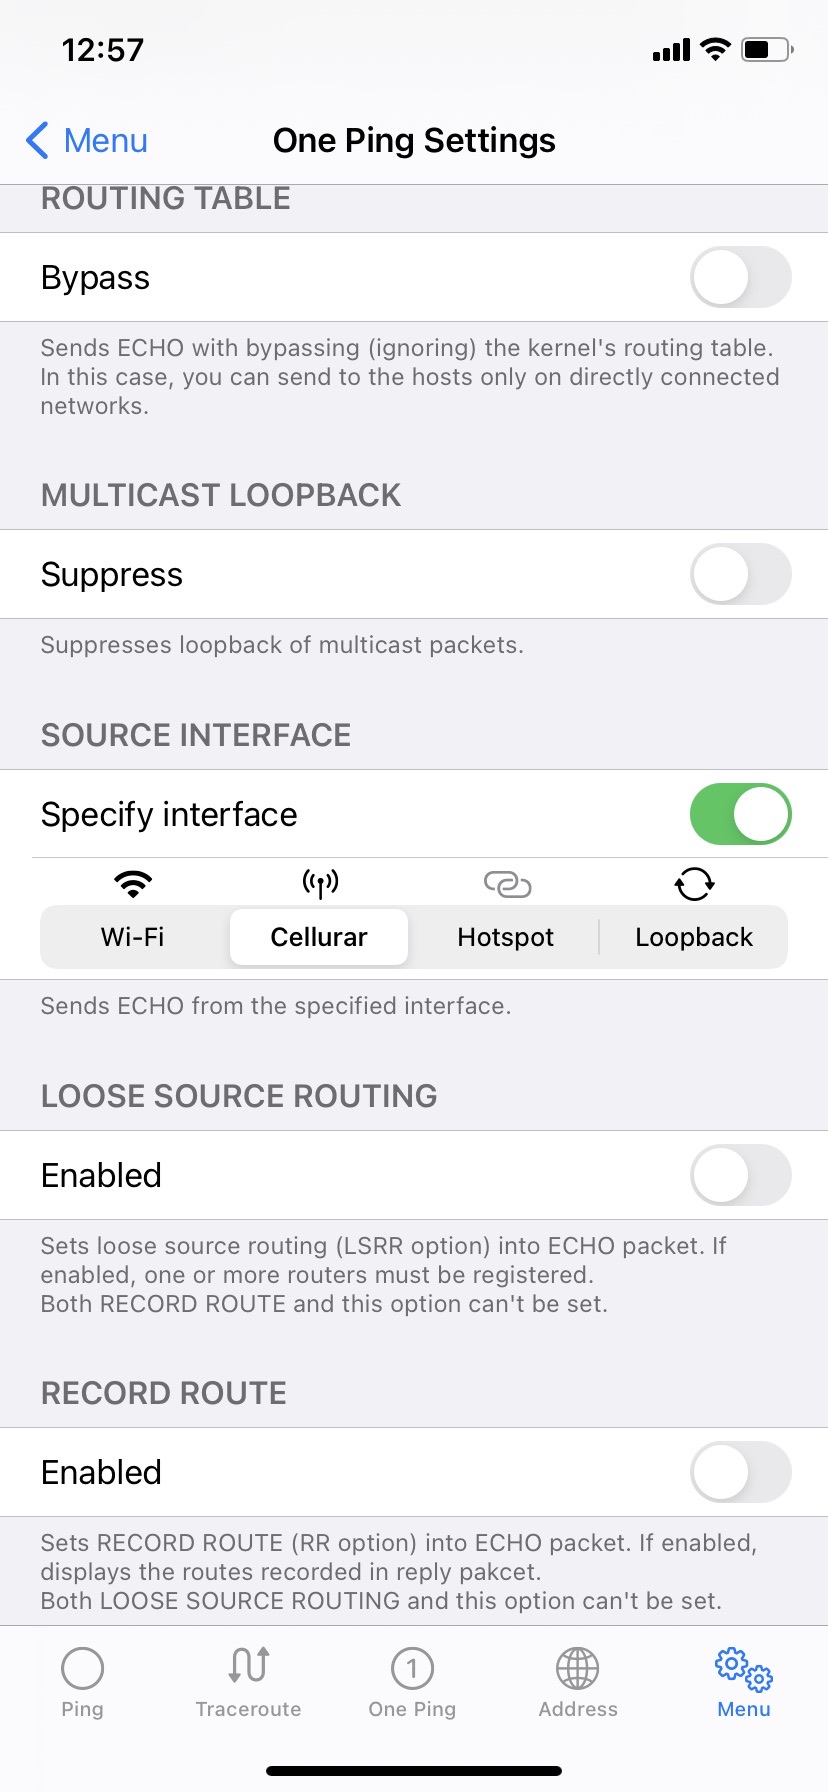 12:57
Menu
One Ping Settings
ROUTING TABLE
Bypass
Sends ECHO with bypassing (ignoring) the kernel's routing table.
In this case, you can send to the hosts only on directly connected
networks.
MULTICAST LOOPBACK
Suppress
Suppresses loopback of multicast packets.
SOURCE INTERFACE
Specify interface
Wi-Fi Cellurar Hotspot Loopback
Sends ECHO from the specified interface.
LOOSE SOURCE ROUTING
Enabled
Sets loose source routing (LSRR option) into ECHO packet. If
enabled, one or more routers must be registered.
Both RECORD ROUTE and this option can't be set.
RECORD ROUTE
Enabled
Sets RECORD ROUTE (RR option) into ECHO packet. If enabled,
displays the routes recorded in reply pakcet.
Both LOOSE SOURCE ROUTING and this option can't be set.
1
Ping Traceroute One Ping Address Menu